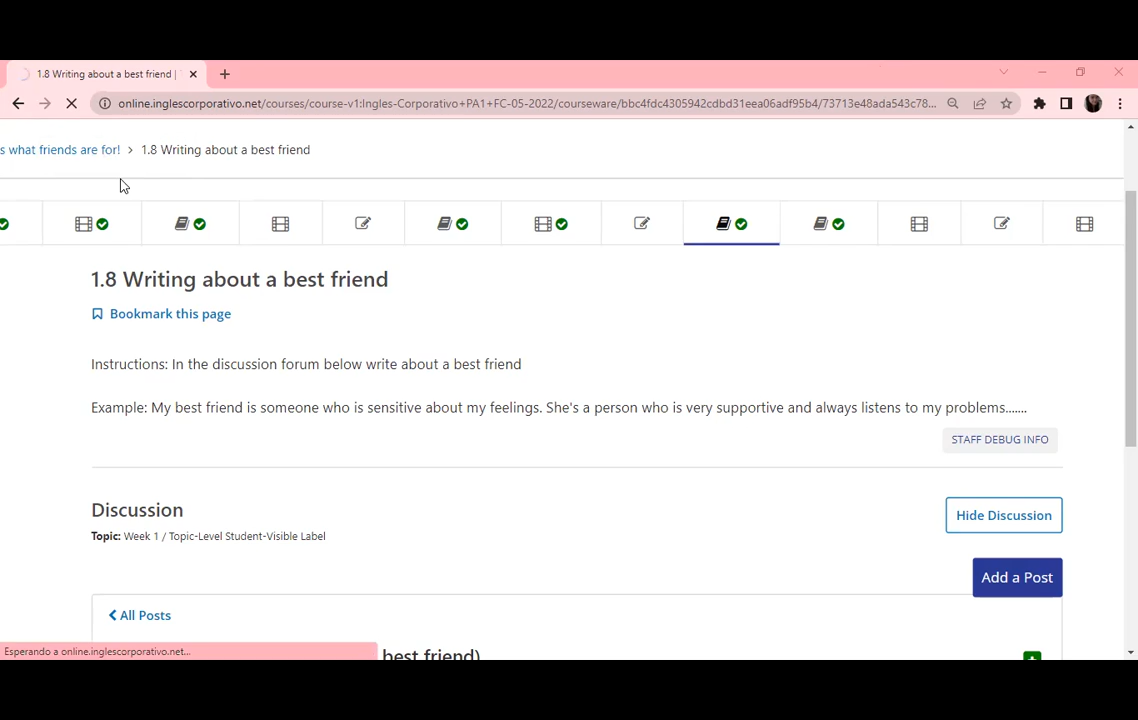 1.8 Writing about a best friend |
online.inglescorporativo.net/courses/course-v1:Ingles-Corporativo+PA1+FC-05-2022/courseware/bbc4fdc4305942cdbd31eea06adf95b4/73713e48ada543c78...
s what friends are for! > 1.8 Writing about a best friend
1.8 Writing about a best friend
Bookmark this page
Instructions: In the discussion forum below write about a best friend
Example: My best friend is someone who is sensitive about my feelings. She's a person who is very supportive and always listens to my problems.......
STAFF DEBUG INFO
Discussion
Hide Discussion
Topic: Week 1 / Topic-Level Student-Visible Label
Add a Post
All Posts
best friend)
Esperando a online.inglescorporativo.net...